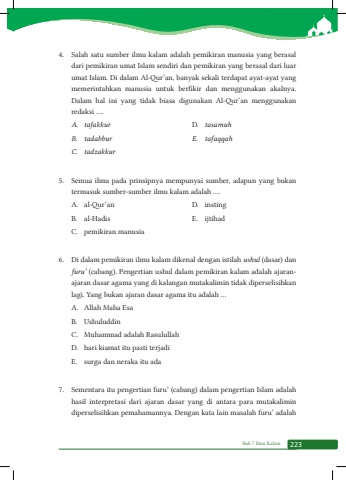 4. Salah satu sumber ilmu kalam adalah pemikiran manusia yang berasal
dari pemikiran umat Islam sendiri dan pemikiran yang berasal dari luar
umat Islam. Di dalam Al-Qur'an, banyak sekali terdapat ayat-ayat yang
memerintahkan manusia untuk berfikir dan menggunakan akalnya.
Dalam hal ini yang tidak biasa digunakan Al-Qur'an menggunakan
redaksi ....
A. tafakkur
B. tadabbur
C. tadzakkur
D. tasamuh
E. tafaqqah
5. Semua ilmu pada prinsipnya mempunyai sumber, adapun yang bukan
termasuk sumber-sumber ilmu kalam adalah ....
A. al-Qur'an
B. al-Hadis
C. pemikiran manusia
D. insting
E. ijtihad
6. Di dalam pemikiran ilmu kalam dikenal dengan istilah ushul (dasar) dan
furu' (cabang). Pengertian ushul dalam pemikiran kalam adalah ajaran-
ajaran dasar agama yang di kalangan mutakalimin tidak diperselisihkan
lagi. Yang bukan ajaran dasar agama itu adalah ...
A. Allah Maha Esa
B. Ushuluddin
C. Muhammad adalah Rasulullah
D. hari kiamat itu pasti terjadi
E. surga dan neraka itu ada
7. Sementara itu pengertian furu' (cabang) dalam pengertian Islam adalah
hasil interpretasi dari ajaran dasar yang di antara para mutakalimin
diperselisihkan pemahamannya. Dengan kata lain masalah furu' adalah
Bab 7 Ilmu Kalam 223